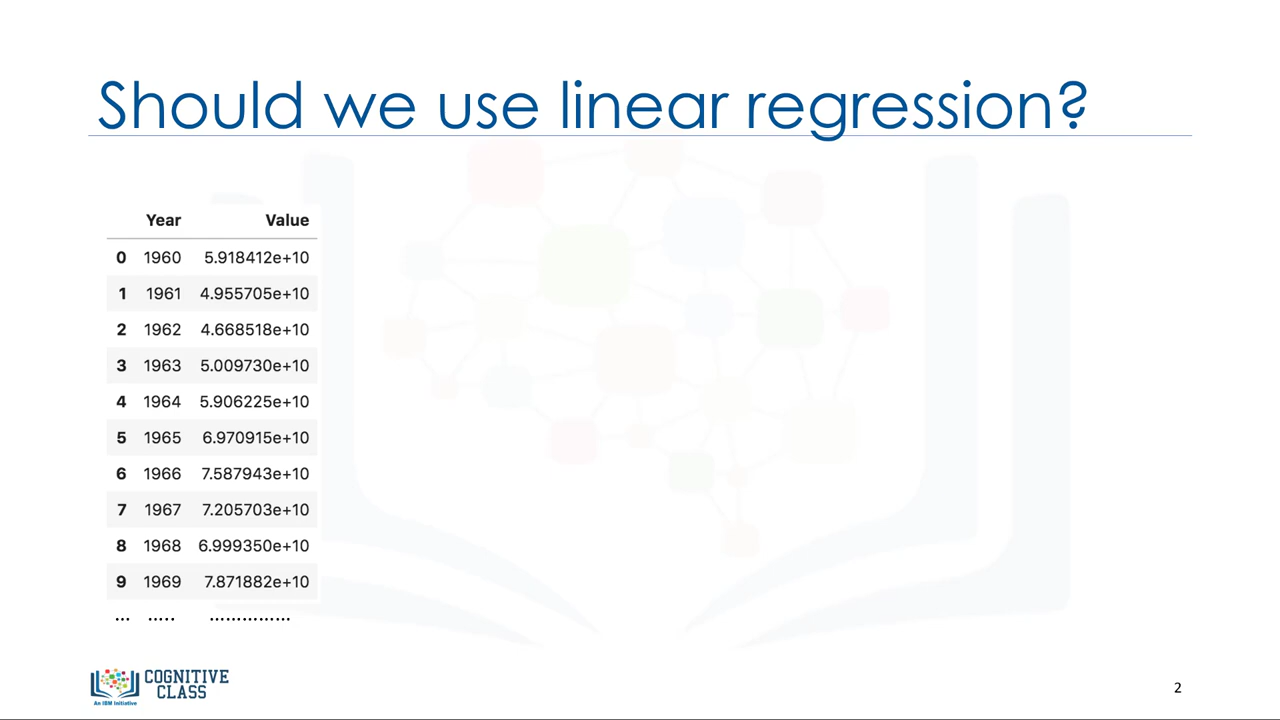 Should we use linear regression?
Year Value
0 1960 5.918412e+10
1 1961 4.955705e+10
2 1962 4.668518e+10
3 1963 5.009730e+10
4 1964 5.906225e+10
5 1965 6.970915e+10
6 1966 7.587943e+10
7 1967 7.205703e+10
8 1968 6.999350e+10
9 1969 7.871882e+10
... ..... ...............
COGNITIVE
CLASS
An IBM Initiative
2